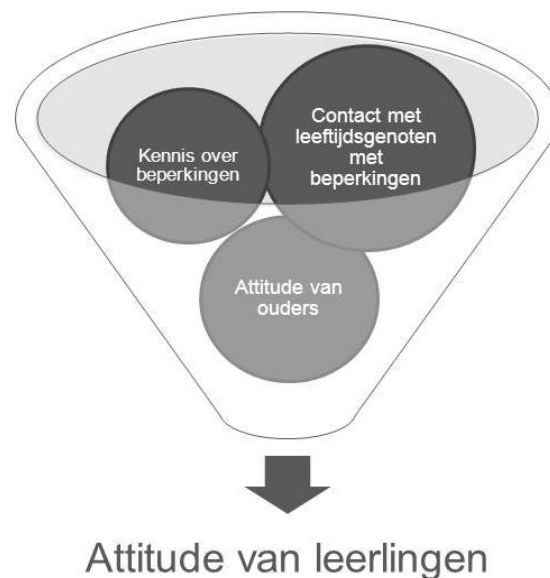 Contact met
leeftijdsgenoten
met
beperkingen
Kennis over
beperkingen
Attitude van
ouders
Attitude van leerlingen